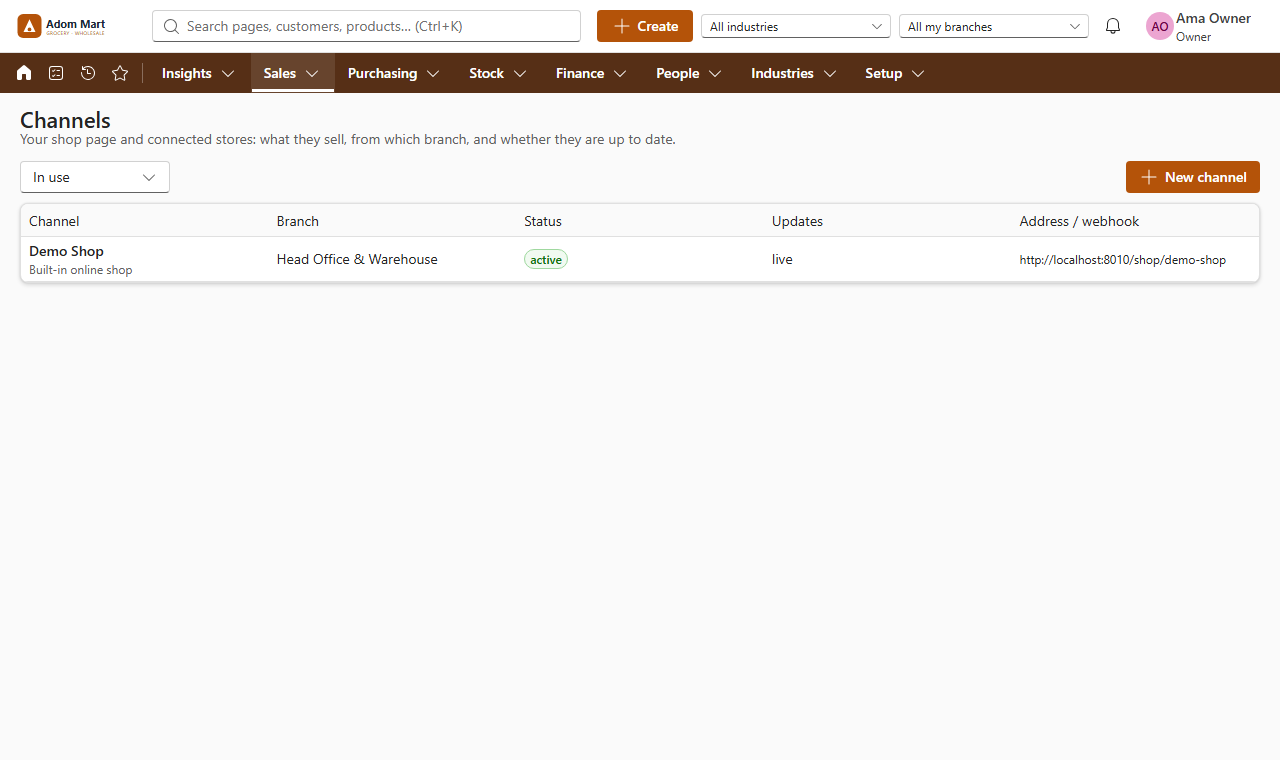 Adom Mart
GROCERY · WHOLESALE
Search pages, customers, products... (Ctrl+K)
Create
All industries
All my branches
AO
Ama Owner
Owner
Insights
Sales
Purchasing
Stock
Finance
People
Industries
Setup
Channels
Your shop page and connected stores: what they sell, from which branch, and whether they are up to date.
In use
New channel
Channel Branch Status Updates Address / webhook
Demo Shop
Built-in online shop
Head Office & Warehouse
active
live
http://localhost:8010/shop/demo-shop